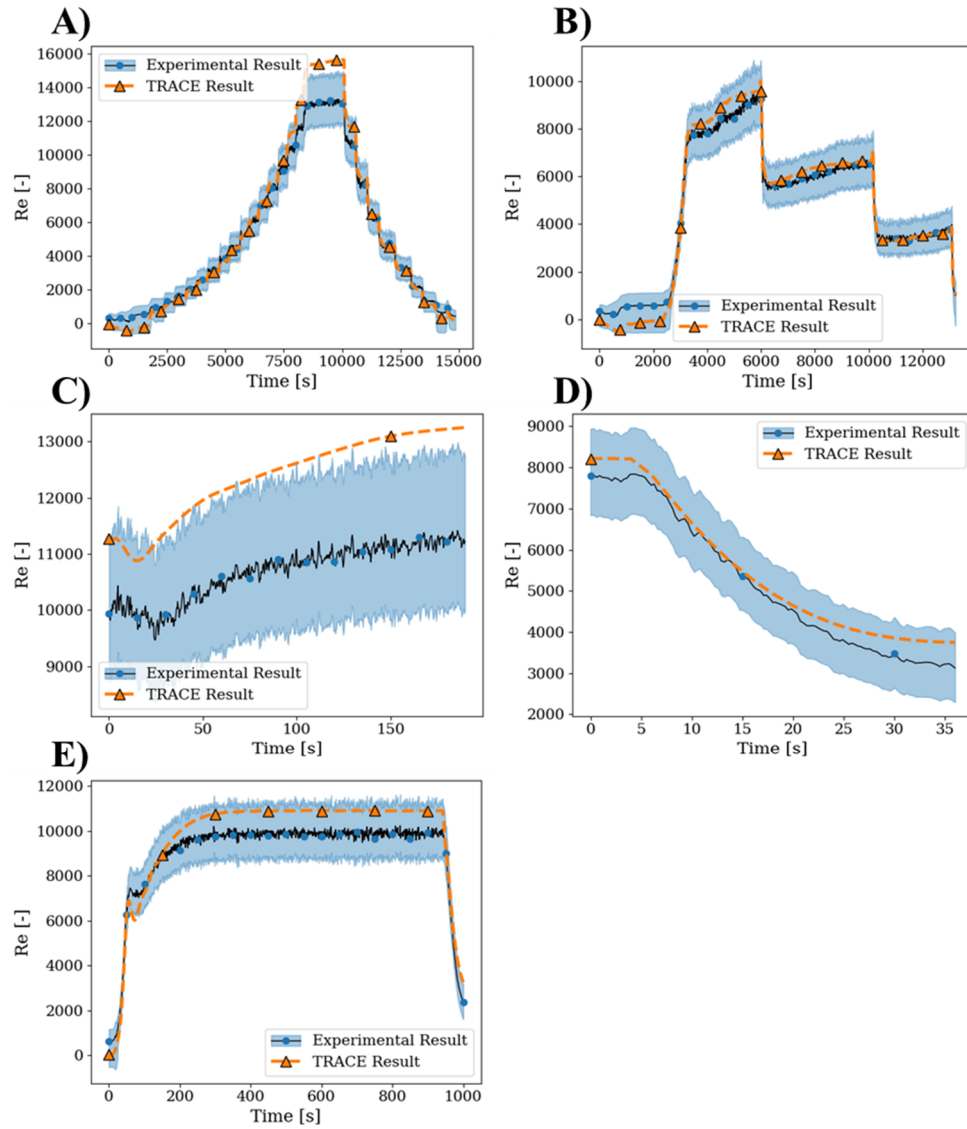 A)
16000
14000
12000
10000
8000
6000
4000
2000
0
Re [-]
0 2500 5000 7500 10000 12500 15000
Time [s]
Experimental Result
TRACE Result
B)
10000
8000
6000
4000
2000
0
Re [-]
0 2000 4000 6000 8000 10000 12000
Time [s]
Experimental Result
TRACE Result
C)
13000
12000
11000
10000
9000
Re [-]
0 50 100 150
Time [s]
Experimental Result
TRACE Result
D)
9000
8000
7000
6000
5000
4000
3000
2000
Re [-]
0 5 10 15 20 25 30 35
Time [s]
Experimental Result
TRACE Result
E)
12000
10000
8000
6000
4000
2000
0
Re [-]
0 200 400 600 800 1000
Time [s]
Experimental Result
TRACE Result